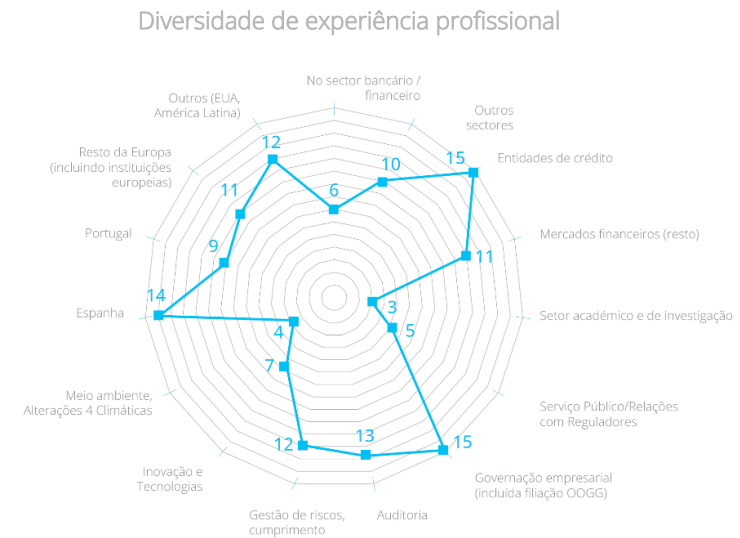 Diversidade de experiência profissional
No sector bancário /
financeiro
Outros (EUA,
América Latina)
Outros
sectores
12
10
15
Entidades de crédito
Resto da Europa
(incluindo instituições
europeias)
11
6
Portugal
9
Mercados financeiros (resto)
11
14
Espanha
3
Setor académico e de investigação
4
5
7
Meio ambiente,
Alterações 4 Climáticas
Serviço Público/Relações
com Reguladores
12
13
15
Inovação e
Tecnologias
Governação empresarial
(incluída filiação OOGG)
Gestão de riscos,
cumprimento
Auditoria